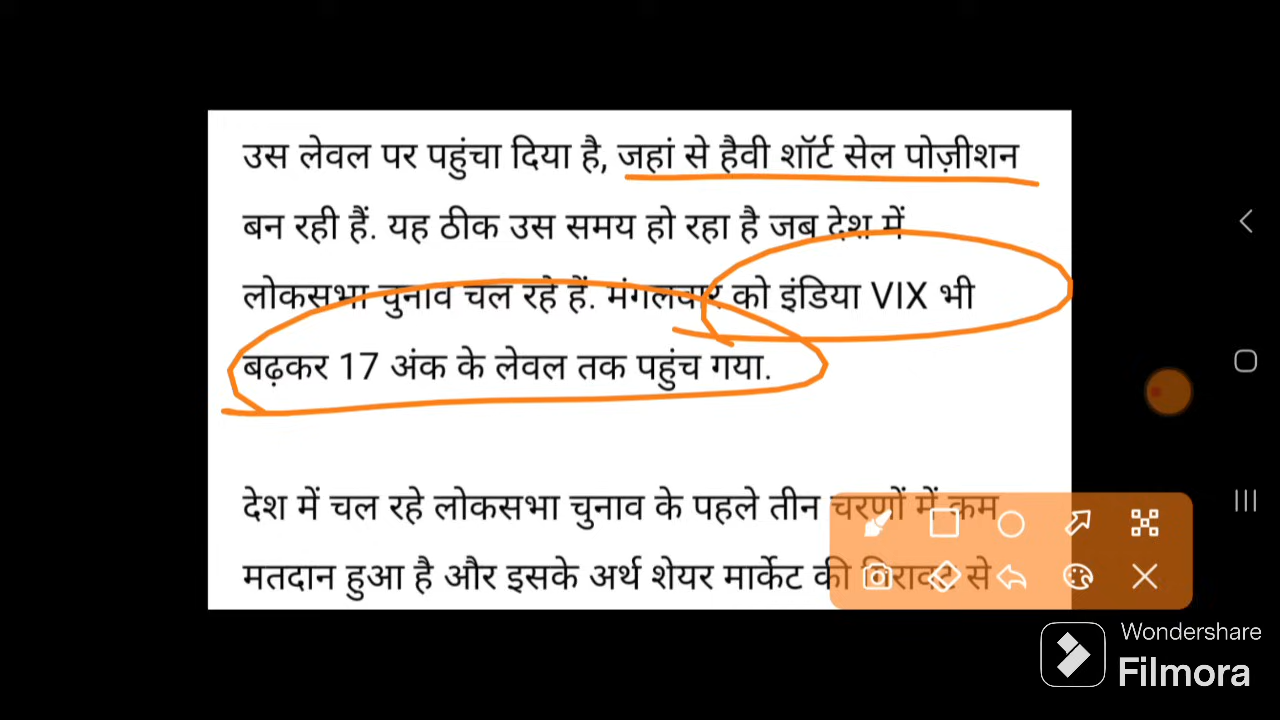 उस लेवल पर पहुंचा दिया है, जहां से हैवी शॉर्ट सेल पोज़ीशन
बन रही हैं. यह ठीक उस समय हो रहा है जब देश में
लोकसभा चुनाव चल रहे हैं. मंगलवार को इंडिया VIX भी
बढ़कर 17 अंक के लेवल तक पहुंच गया.
देश में चल रहे लोकसभा चुनाव के पहले तीन चरणों में कम
मतदान हुआ है और इसके अर्थ शेयर मार्केट की गिरावट से
Wondershare
Filmora